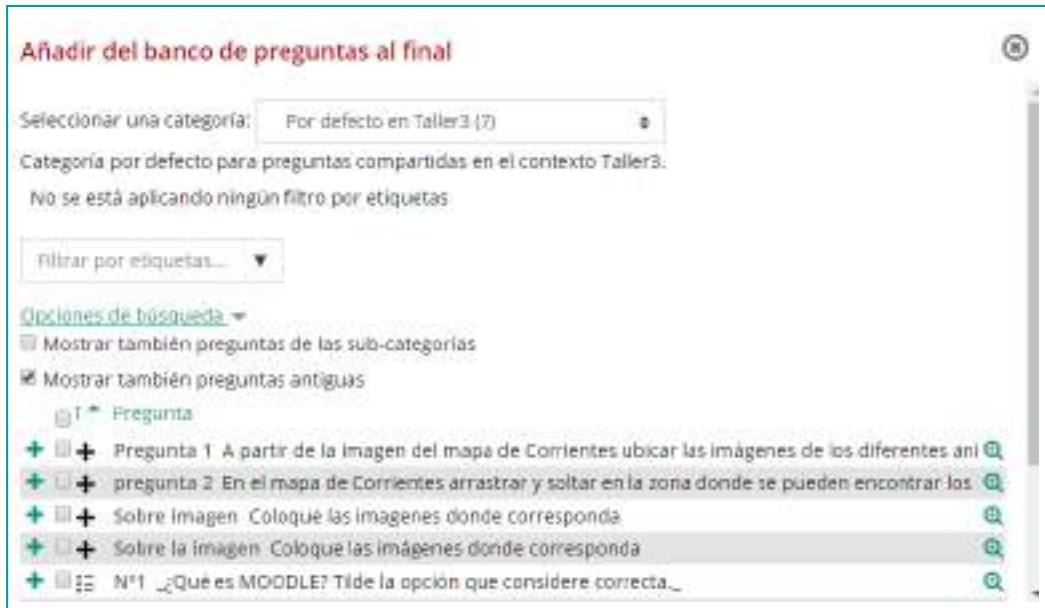 Añadir del banco de preguntas al final
Seleccionar una categoría: Por defecto en Taller3 (7)
Categoría por defecto para preguntas compartidas en el contexto Taller3.
No se está aplicando ningún filtro por etiquetas
Filtrar por etiquetas... ▼
Opciones de búsqueda
Mostrar también preguntas de las sub-categorías
Mostrar también preguntas antiguas
T Pregunta
Pregunta 1 A partir de la imagen del mapa de Corrientes ubicar las imágenes de los diferentes ani
pregunta 2 En el mapa de Corrientes arrastrar y soltar en la zona donde se pueden encontrar los
Sobre imagen Coloque las imagenes donde corresponda
Sobre la imagen Coloque las imágenes donde corresponda
N°1 _¿Qué es MOODLE? Tilde la opción que considere correcta._